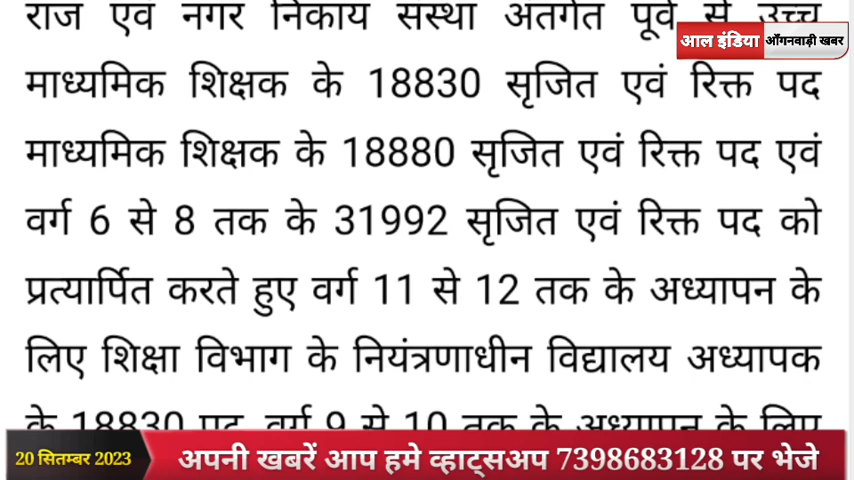 राज एवं नगर निकाय संस्था अंतर्गत पूर्व से उच्च
आल इंडिया आँगनवाड़ी खबर
माध्यमिक शिक्षक के 18830 सृजित एवं रिक्त पद
माध्यमिक शिक्षक के 18880 सृजित एवं रिक्त पद एवं
वर्ग 6 से 8 तक के 31992 सृजित एवं रिक्त पद को
प्रत्यार्पित करते हुए वर्ग 11 से 12 तक के अध्यापन के
लिए शिक्षा विभाग के नियंत्रणाधीन विद्यालय अध्यापक
के 18830 पद, वर्ग 9 से 10 तक के अध्यापन के लिए
20 सितम्बर 2023
अपनी खबरें आप हमे व्हाट्सअप 7398683128 पर भेजे